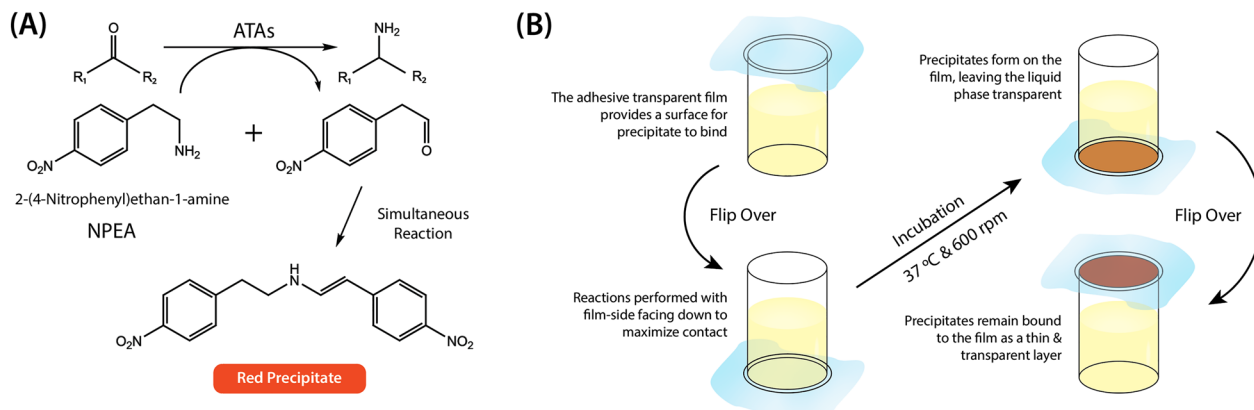 (A)
O
R₁
R₂
ATAs
NH₂
R₁
R₂
O₂N
NH₂
+
O₂N
O
2-(4-Nitrophenyl)ethan-1-amine
NPEA
Simultaneous
Reaction
O₂N
H
N
NO₂
Red Precipitate
(B)
The adhesive transparent film
provides a surface for
precipitate to bind
Flip Over
Reactions performed with
film-side facing down to
maximize contact
Incubation
37 ºC & 600 rpm
Precipitates form on the
film, leaving the liquid
phase transparent
Flip Over
Precipitates remain bound
to the film as a thin &
transparent layer